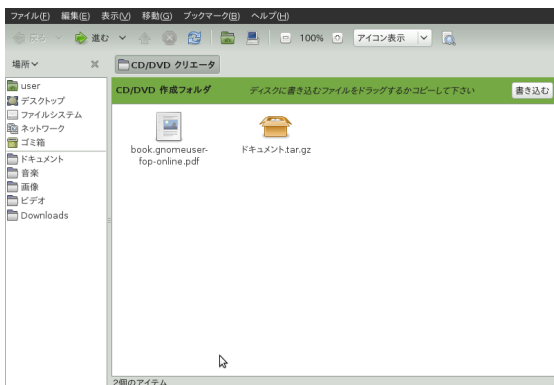 ファイル(F) 編集(E) 表示(V) 移動(G) ブックマーク(B) ヘルプ(H)
戻る 進む 100% アイコン表示
場所 CD/DVD クリエータ
user
デスクトップ
ファイルシステム
ネットワーク
ゴミ箱
ドキュメント
音楽
画像
ビデオ
Downloads
CD/DVD 作成フォルダ ディスクに書き込むファイルをドラッグするかコピーして下さい 書き込む
book.gnomeuser-
fop-online.pdf
ドキュメント.tar.gz
2個のアイテム